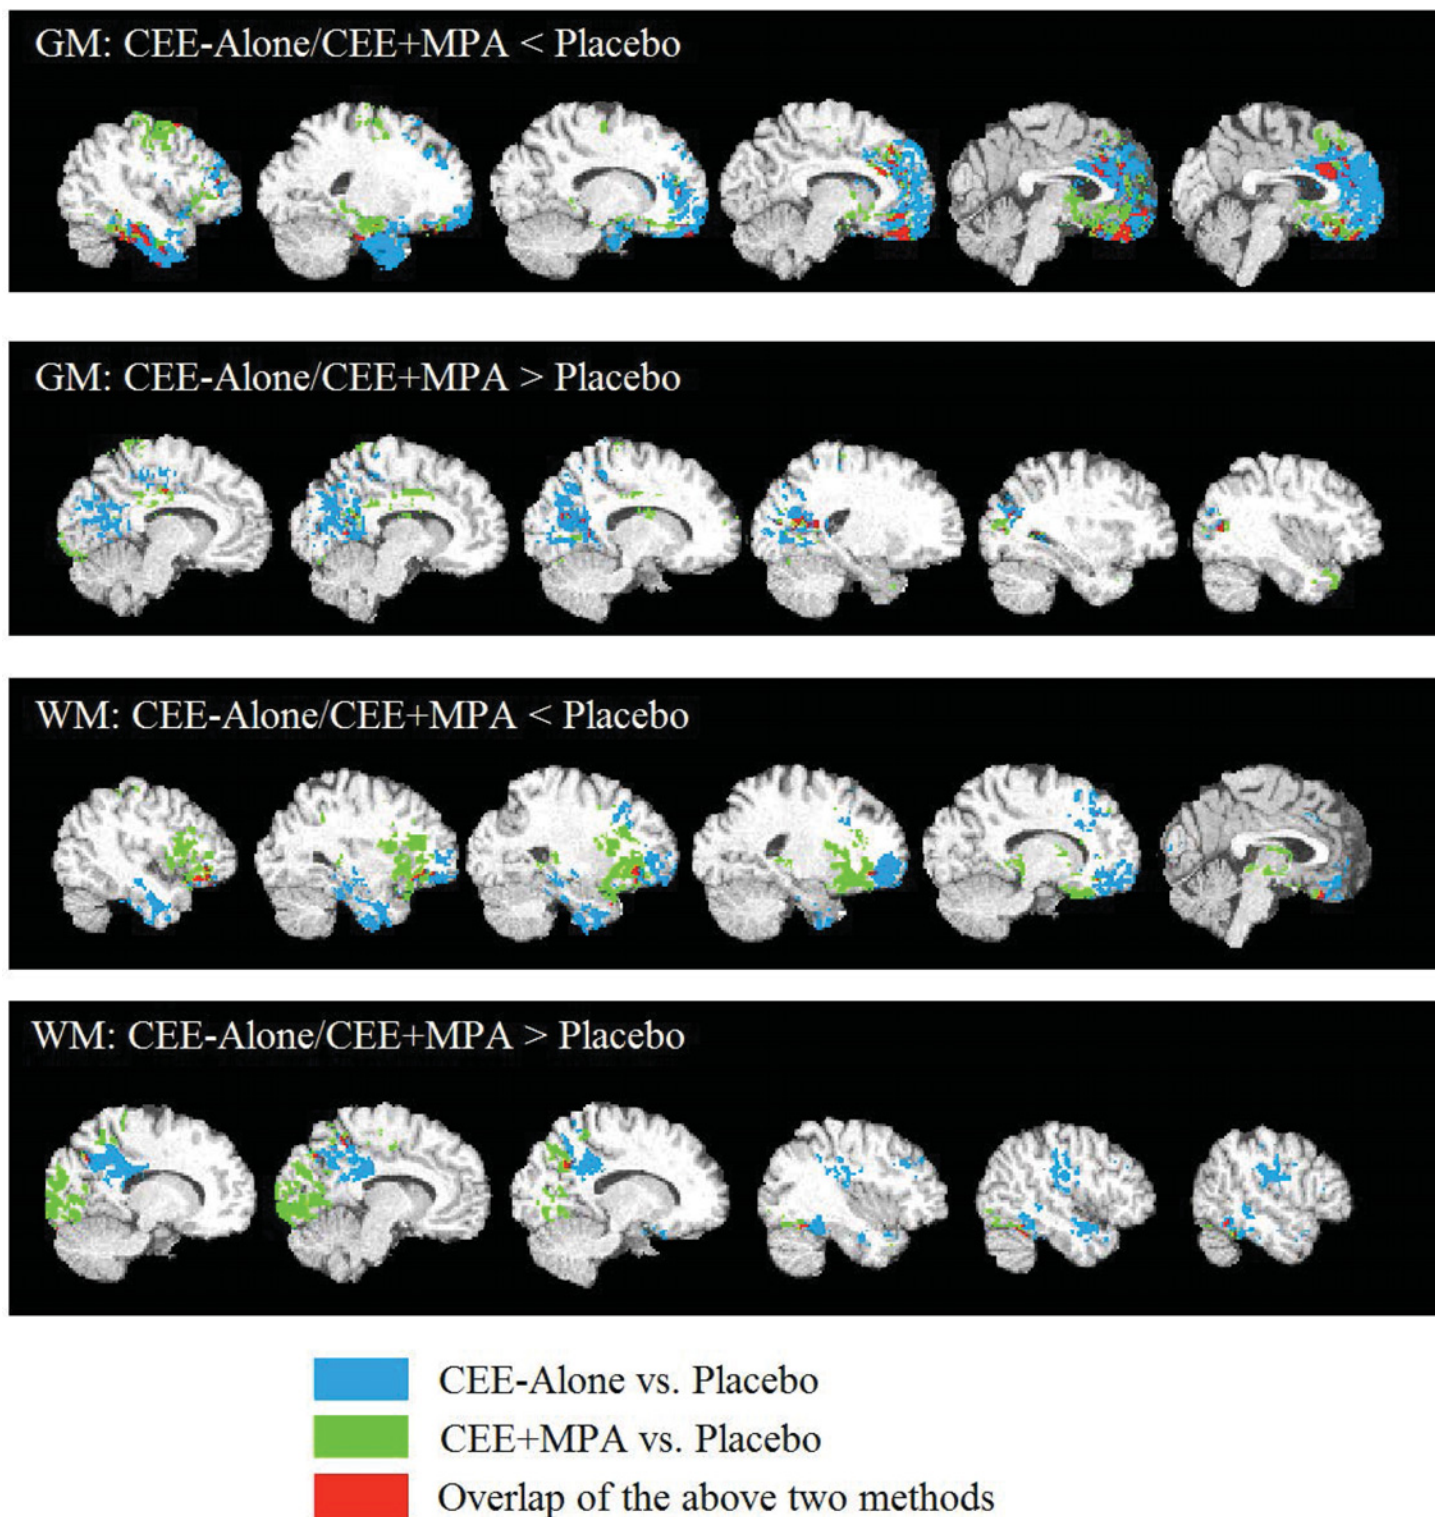 GM: CEE-Alone/CEE+MPA < Placebo
GM: CEE-Alone/CEE+MPA > Placebo
WM: CEE-Alone/CEE+MPA < Placebo
WM: CEE-Alone/CEE+MPA > Placebo
CEE-Alone vs. Placebo
CEE+MPA vs. Placebo
Overlap of the above two methods